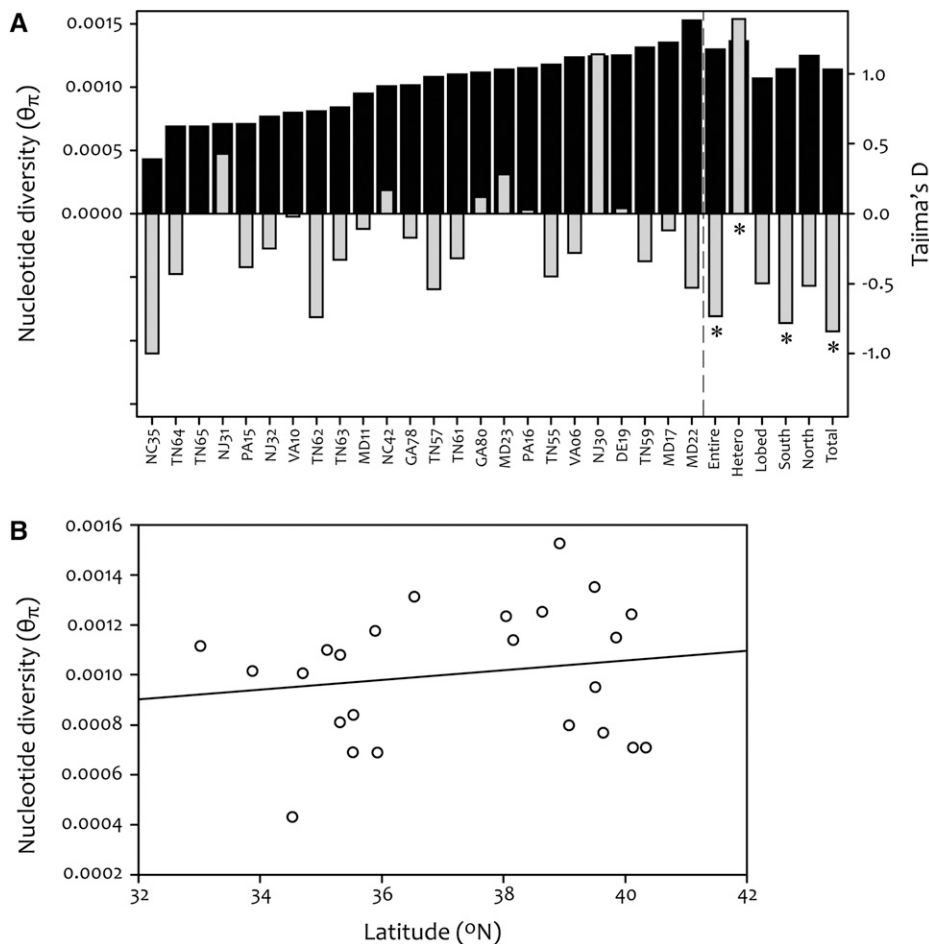 A
Nucleotide diversity (θπ)
0.0015
0.0010
0.0005
0.0000
1.0
0.5
0.0
-0.5
-1.0
Tajima's D
*
*
*
*
NC35
TN64
TN65
NJ31
PA15
NJ32
VA10
TN62
TN63
MD11
NC42
GA78
TN57
TN61
GA80
MD23
PA16
TN55
VA06
NJ30
DE19
TN59
MD17
MD22
Entire
Hetero
Lobed
South
North
Total
B
Nucleotide diversity (θπ)
0.0016
0.0014
0.0012
0.0010
0.0008
0.0006
0.0004
0.0002
32
34
36
38
40
42
Latitude (ºN)